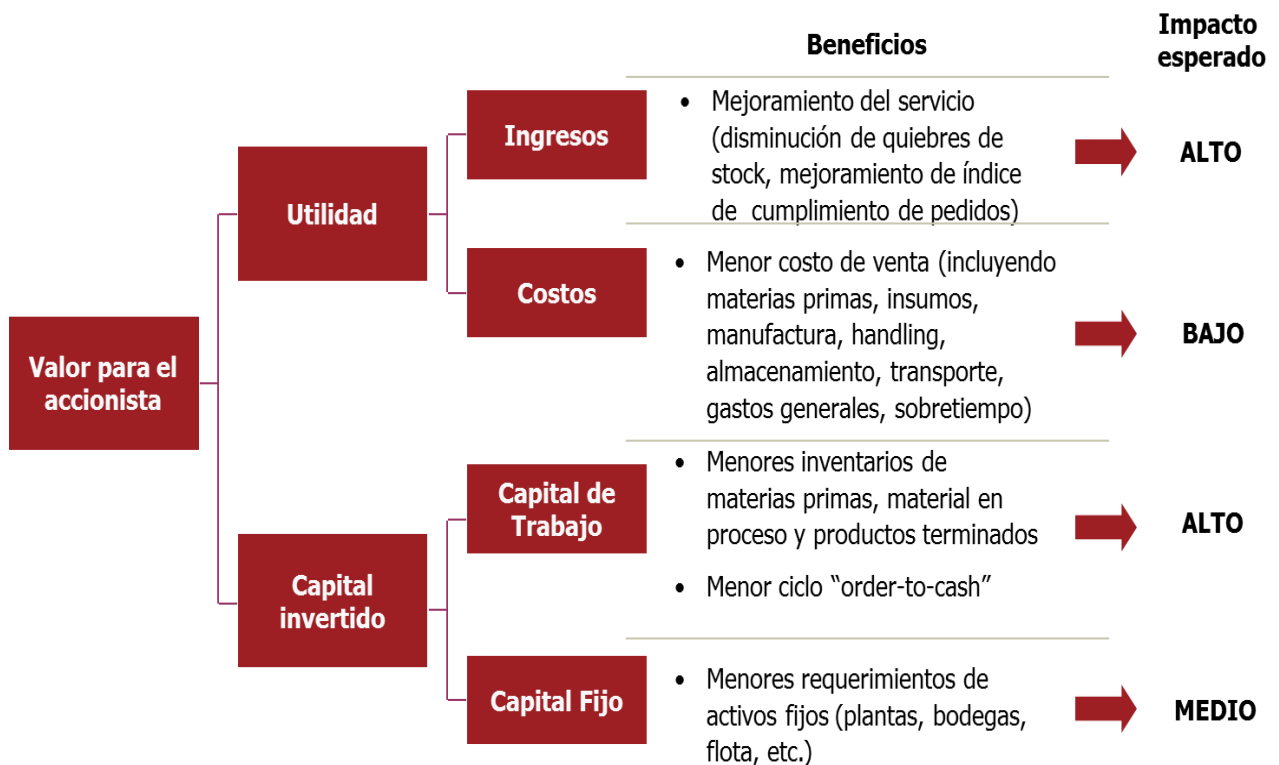 Beneficios
Impacto
esperado
Ingresos
• Mejoramiento del servicio
(disminución de quiebres de
stock, mejoramiento de índice
de cumplimiento de pedidos)
ALTO
Utilidad
Costos
• Menor costo de venta (incluyendo
materias primas, insumos,
manufactura, handling,
almacenamiento, transporte,
gastos generales, sobretiempo)
BAJO
Valor para el
accionista
Capital de
Trabajo
• Menores inventarios de
materias primas, material en
proceso y productos terminados
• Menor ciclo “order-to-cash”
ALTO
Capital
invertido
Capital Fijo
• Menores requerimientos de
activos fijos (plantas, bodegas,
flota, etc.)
MEDIO